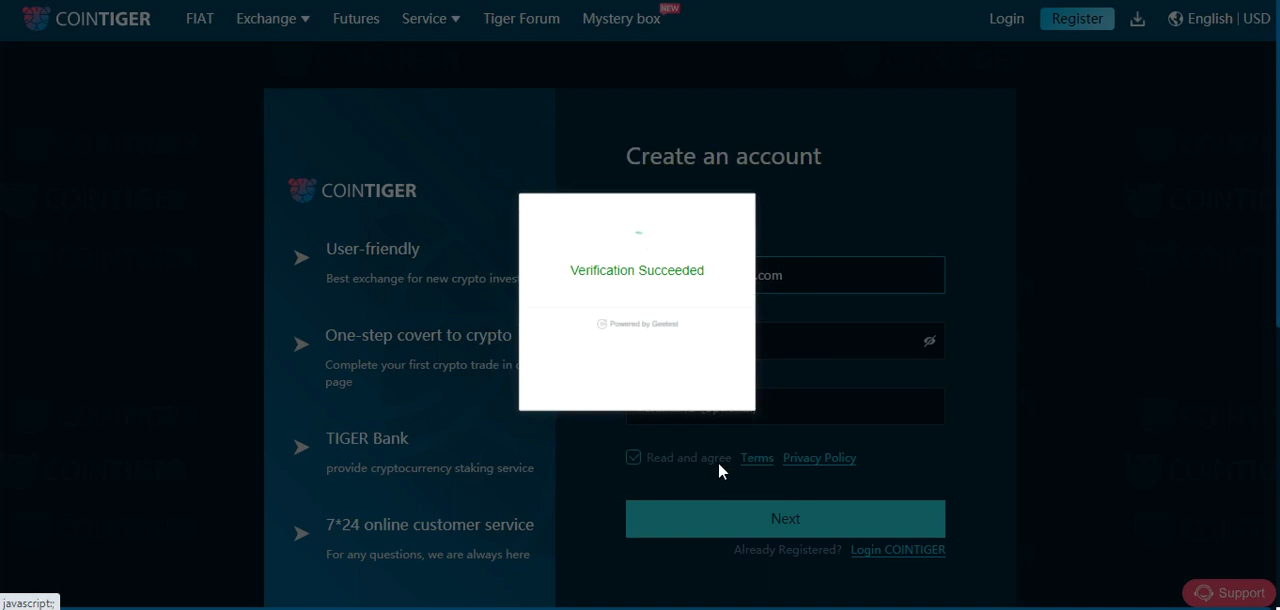 COINTIGER
FIAT
Exchange
Futures
Service
Tiger Forum
Mystery box
NEW
Login
Register
English | USD
Create an account
COINTIGER
User-friendly
Best exchange for new crypto
One-step covert to crypto
Complete your first crypto trade in
page
TIGER Bank
provide cryptocurrency staking service
7*24 online customer service
For any questions, we are always here
Verification Succeeded
Powered by Geetest
.com
Read and agree Terms Privacy Policy
Next
Already Registered? Login COINTIGER
Support
javascript:;